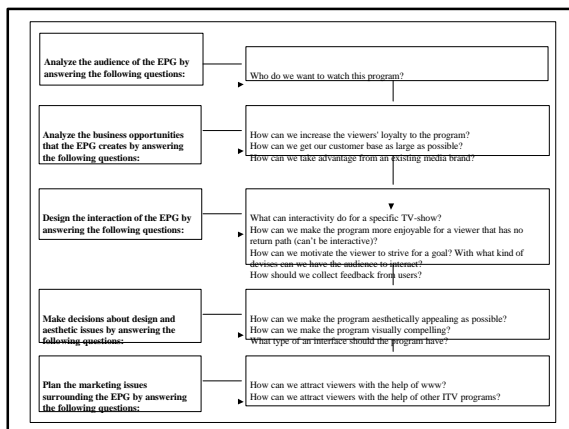 Analyze the audience of the EPG by
answering the following questions:
Who do we want to watch this program?
Analyze the business opportunities
that the EPG creates by answering
the following questions:
How can we increase the viewers' loyalty to the program?
How can we get our customer base as large as possible?
How can we take advantage from an existing media brand?
Design the interaction of the EPG by
answering the following questions:
What can interactivity do for a specific TV-show?
How can we make the program more enjoyable for a viewer that has no
return path (can't be interactive)?
How can we motivate the viewer to strive for a goal? With what kind of
devises can we have the audience to interact?
How should we collect feedback from users?
Make decisions about design and
aesthetic issues by answering the
following questions:
How can we make the program aesthetically appealing as possible?
How can we make the program visually compelling?
What type of an interface should the program have?
Plan the marketing issues
surrounding the EPG by answering
the following questions:
How can we attract viewers with the help of www?
How can we attract viewers with the help of other ITV programs?